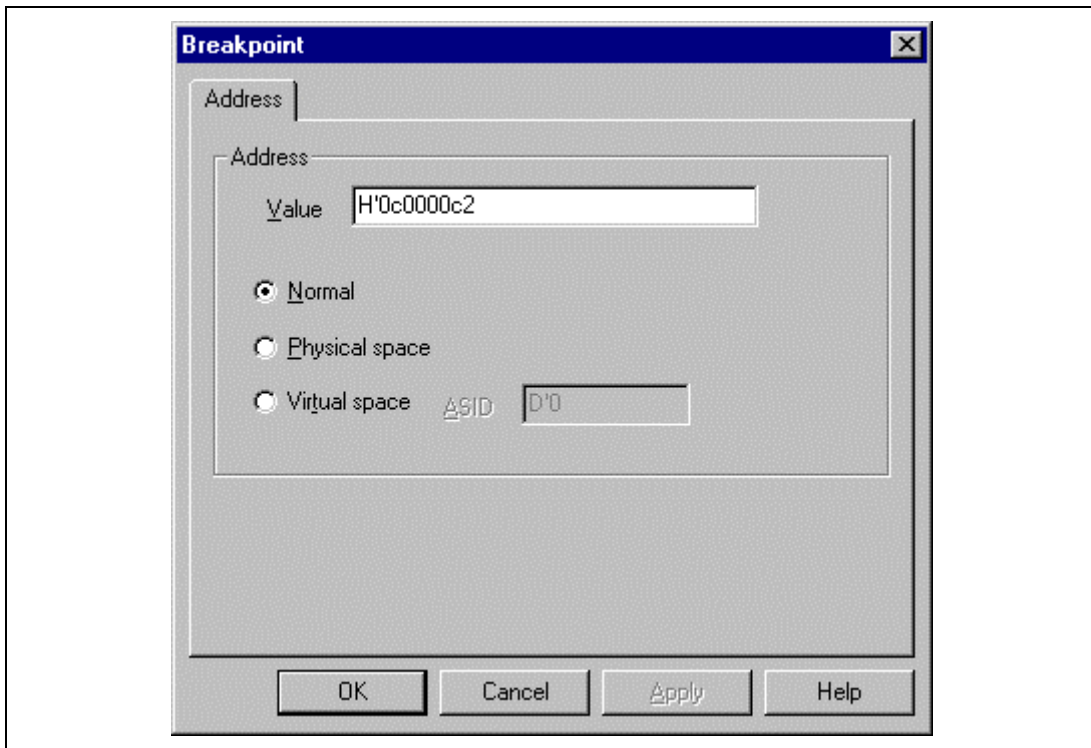 Breakpoint
Address
Address
Value H'0c0000c2
Normal
Physical space
Virtual space ASID D'0
OK Cancel Apply Help